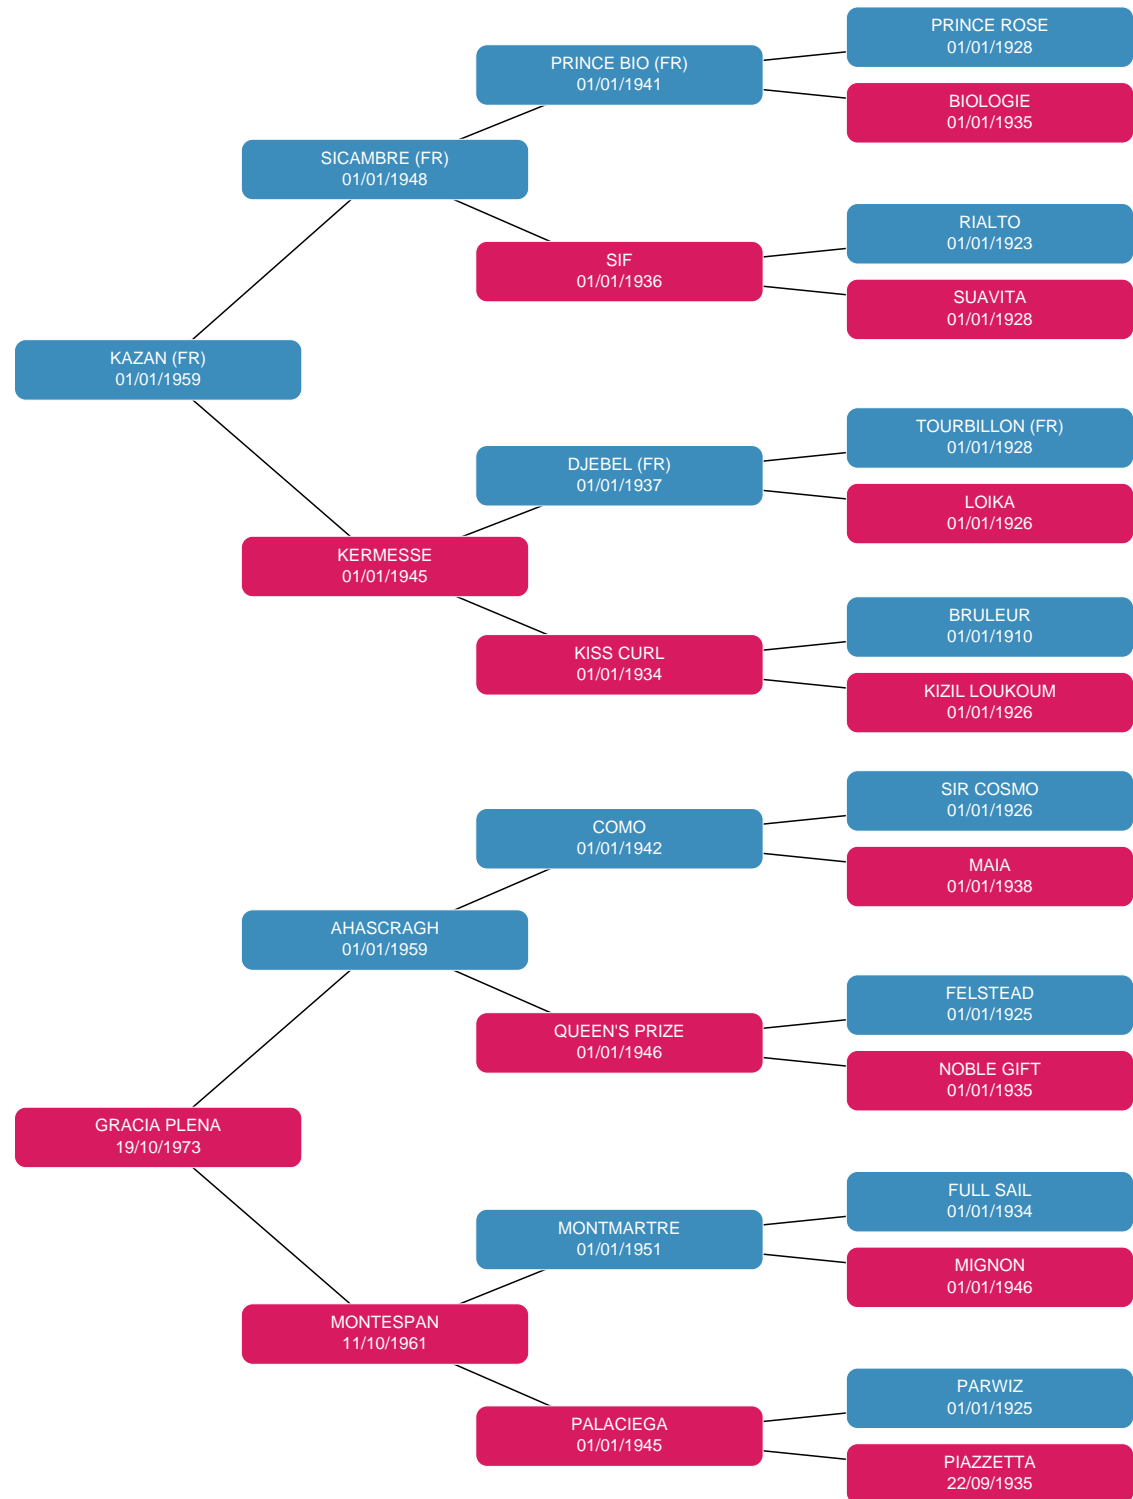 PRINCE ROSE
01/01/1928
PRINCE BIO (FR)
01/01/1941
BIOLOGIE
01/01/1935
SICAMBRE (FR)
01/01/1948
RIALTO
01/01/1923
SIF
01/01/1936
SUAVITA
01/01/1928
KAZAN (FR)
01/01/1959
TOURBILLON (FR)
01/01/1928
DJEBEL (FR)
01/01/1937
LOIKA
01/01/1926
KERMESSE
01/01/1945
BRULEUR
01/01/1910
KISS CURL
01/01/1934
KIZIL LOUKOUM
01/01/1926
SIR COSMO
01/01/1926
COMO
01/01/1942
MAIA
01/01/1938
AHASCRAGH
01/01/1959
FELSTEAD
01/01/1925
QUEEN'S PRIZE
01/01/1946
NOBLE GIFT
01/01/1935
GRACIA PLENA
19/10/1973
FULL SAIL
01/01/1934
MONTMARTRE
01/01/1951
MIGNON
01/01/1946
MONTESPAN
11/10/1961
PARWIZ
01/01/1925
PALACIEGA
01/01/1945
PIAZZETTA
22/09/1935